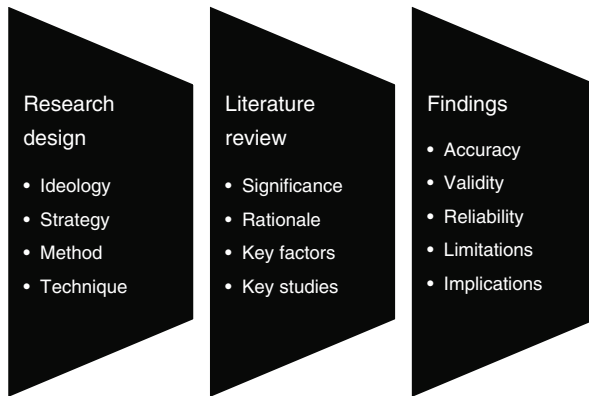 Research
design
• Ideology
• Strategy
• Method
• Technique
Literature
review
• Significance
• Rationale
• Key factors
• Key studies
Findings
• Accuracy
• Validity
• Reliability
• Limitations
• Implications